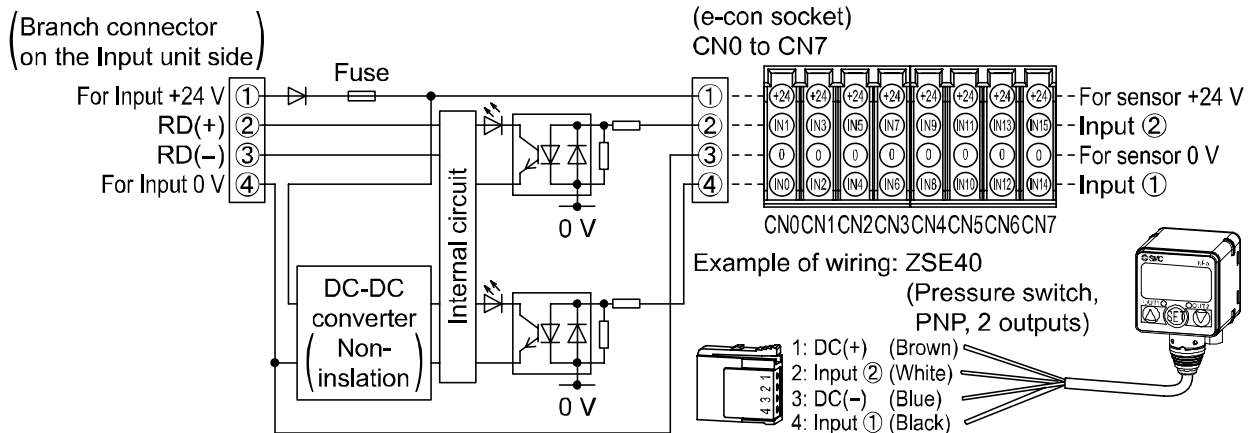 (Branch connector
on the Input unit side)
For Input +24 V ①
RD(+) ②
RD(−) ③
For Input 0 V ④
Fuse
Internal circuit
DC-DC
converter
(Non-
inslation)
0 V
0 V
①
②
③
④
(e-con socket)
CN0 to CN7
+24 +24 +24 +24 +24 +24 +24 +24 For sensor +24 V
IN1 IN3 IN5 IN7 IN9 IN11 IN13 IN15 Input ②
0 0 0 0 0 0 0 0 For sensor 0 V
IN0 IN2 IN4 IN6 IN8 IN10 IN12 IN14 Input ①
CN0 CN1 CN2 CN3 CN4 CN5 CN6 CN7
Example of wiring: ZSE40
(Pressure switch,
PNP, 2 outputs)
4 3 2 1
1: DC(+) (Brown)
2: Input ② (White)
3: DC(−) (Blue)
4: Input ① (Black)
SMC kPa
OUT1 OUT2
SET